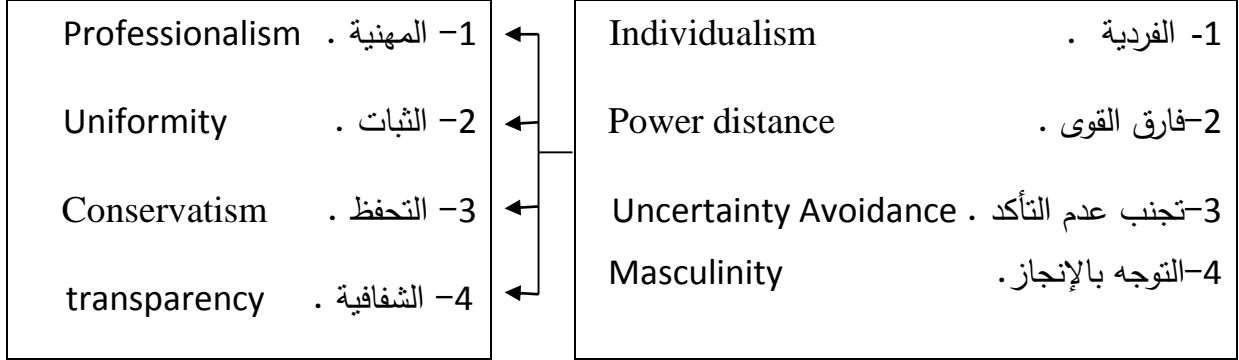 1- الفردية . Individualism
2-فارق القوى . Power distance
3-تجنب عدم التأكد . Uncertainty Avoidance
4-التوجه بالإنجاز. Masculinity
1- المهنية . Professionalism
2- الثبات . Uniformity
3- التحفظ . Conservatism
4- الشفافية . transparency